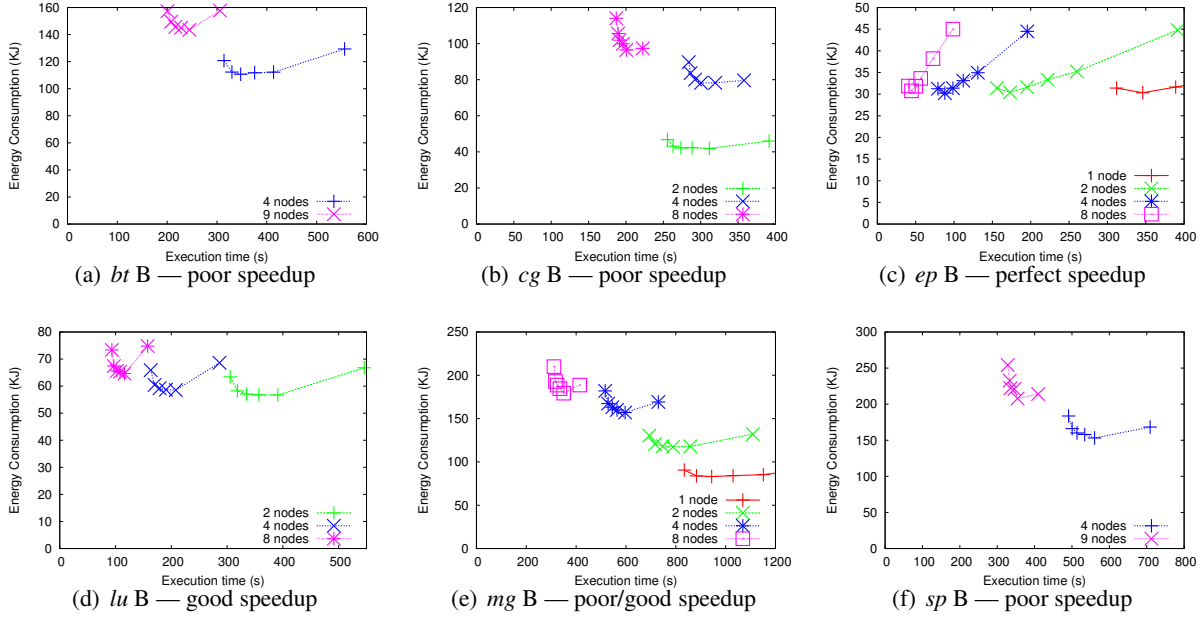 160
140
120
100
80
60
40
20
0
Energy Consumption (KJ)
4 nodes
9 nodes
0 100 200 300 400 500 600
Execution time (s)
(a) bt B — poor speedup
120
100
80
60
40
20
0
Energy Consumption (KJ)
2 nodes
4 nodes
8 nodes
0 50 100 150 200 250 300 350 400
Execution time (s)
(b) cg B — poor speedup
50
45
40
35
30
25
20
15
10
5
0
Energy Consumption (KJ)
1 node
2 nodes
4 nodes
8 nodes
0 50 100 150 200 250 300 350 400
Execution time (s)
(c) ep B — perfect speedup
80
70
60
50
40
30
20
10
0
Energy Consumption (KJ)
2 nodes
4 nodes
8 nodes
0 100 200 300 400 500
Execution time (s)
(d) lu B — good speedup
250
200
150
100
50
0
Energy Consumption (KJ)
1 node
2 nodes
4 nodes
8 nodes
0 200 400 600 800 1000 1200
Execution time (s)
(e) mg B — poor/good speedup
300
250
200
150
100
50
0
Energy Consumption (KJ)
4 nodes
9 nodes
0 100 200 300 400 500 600 700 800
Execution time (s)
(f) sp B — poor speedup